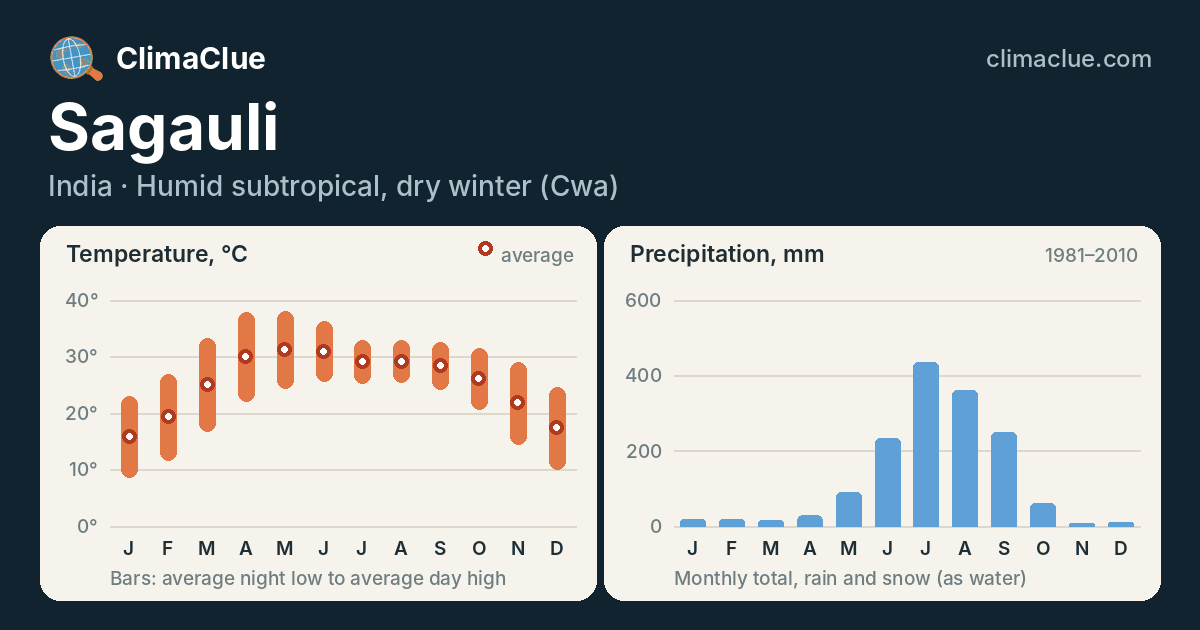 ClimaClue
climaclue.com
Sagauli
India · Humid subtropical, dry winter (Cwa)
Temperature, °C
average
40°
30°
20°
10°
0°
J F M A M J J A S O N D
Bars: average night low to average day high
Precipitation, mm
1981–2010
600
400
200
0
J F M A M J J A S O N D
Monthly total, rain and snow (as water)